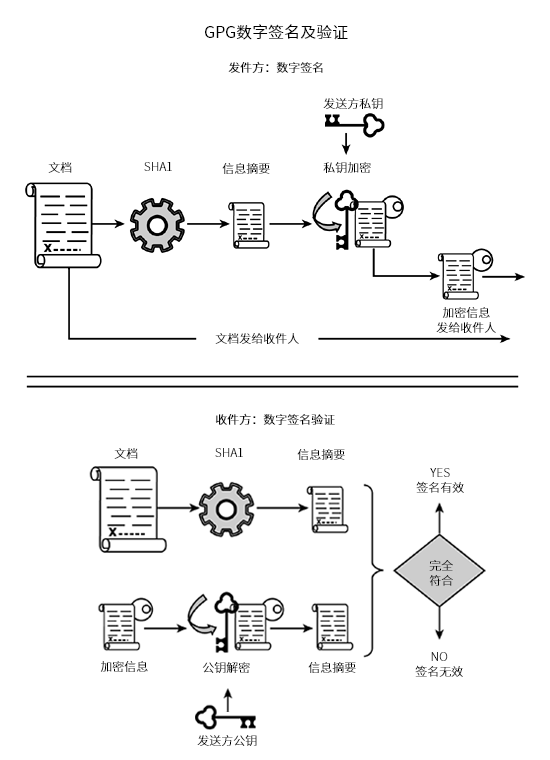 GPG数字签名及验证
发件方：数字签名
发送方私钥
文档
SHA1
信息摘要
私钥加密
加密信息
发给收件人
文档发给收件人
收件方：数字签名验证
文档
SHA1
信息摘要
YES
签名有效
完全
符合
加密信息
公钥解密
信息摘要
NO
签名无效
发送方公钥